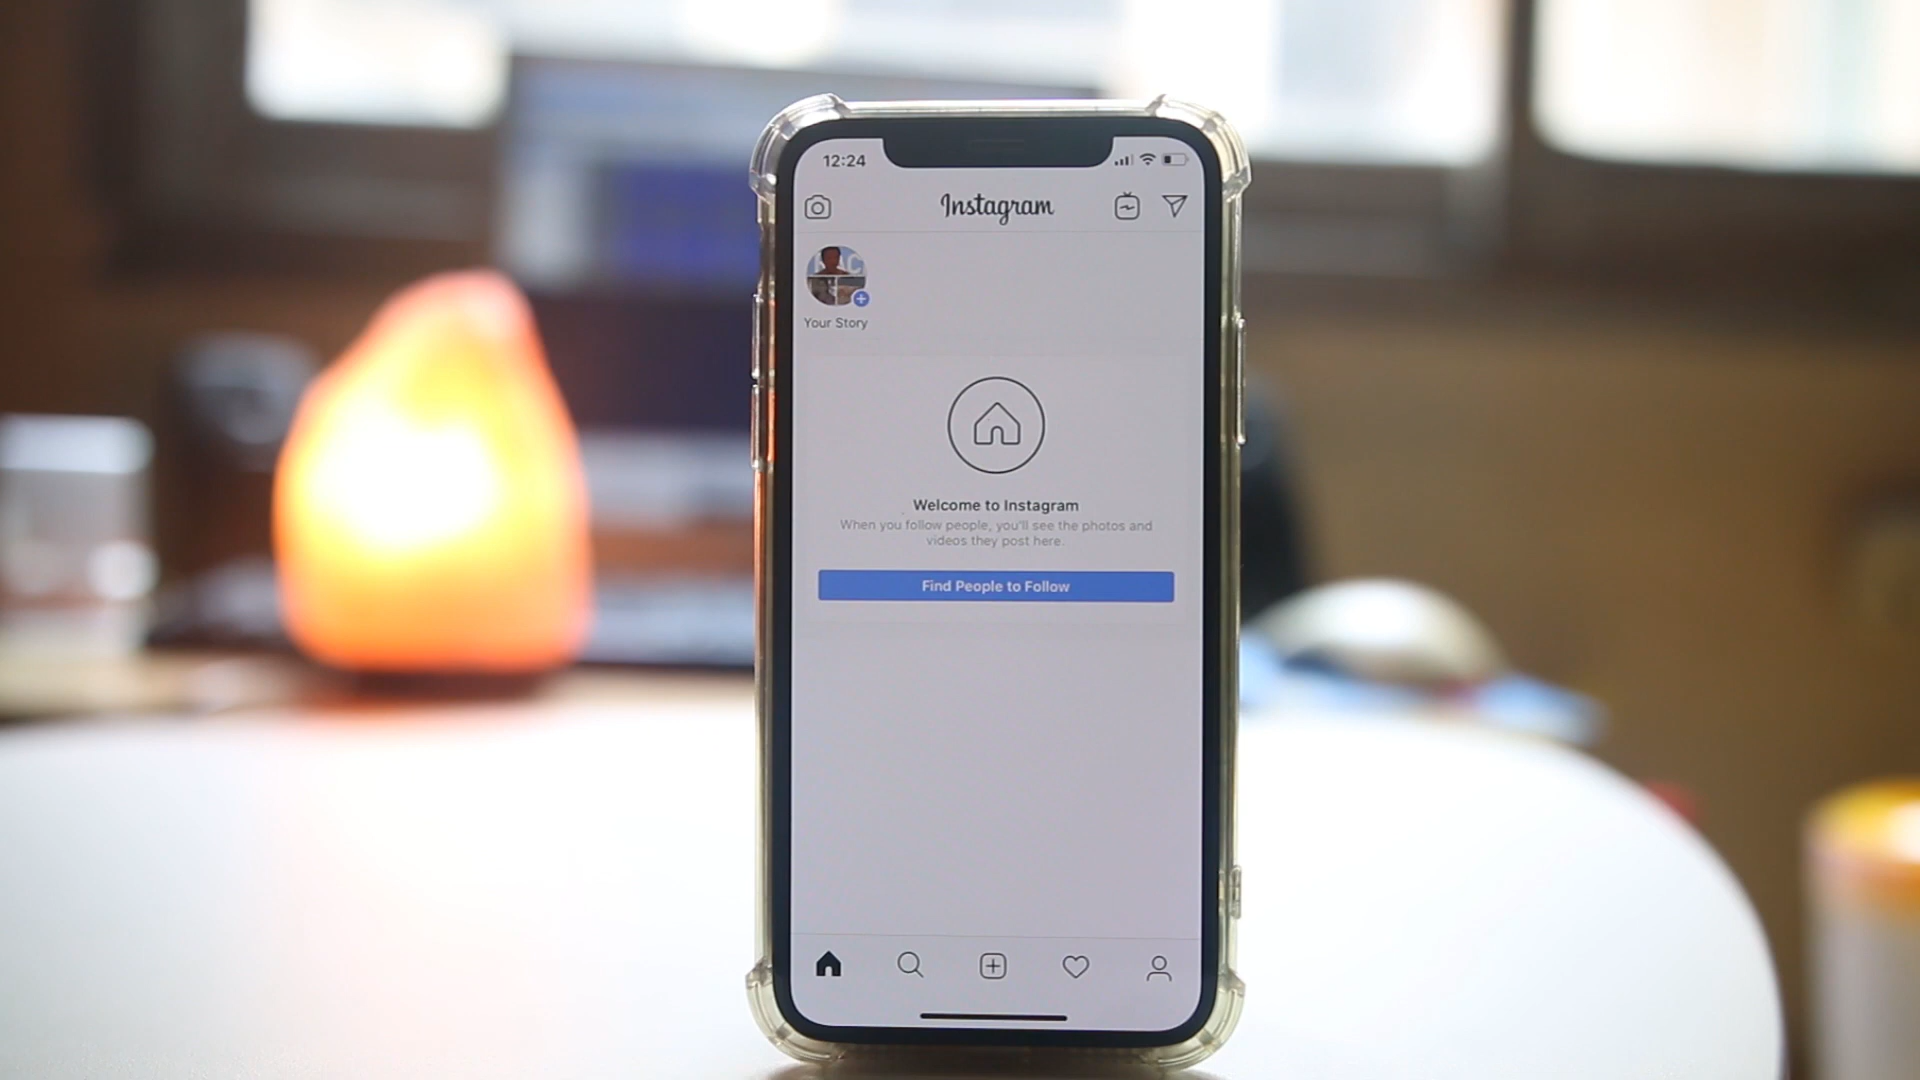 12:24
Instagram
Your Story
Welcome to Instagram
When you follow people, you'll see the photos and
videos they post here.
Find People to Follow